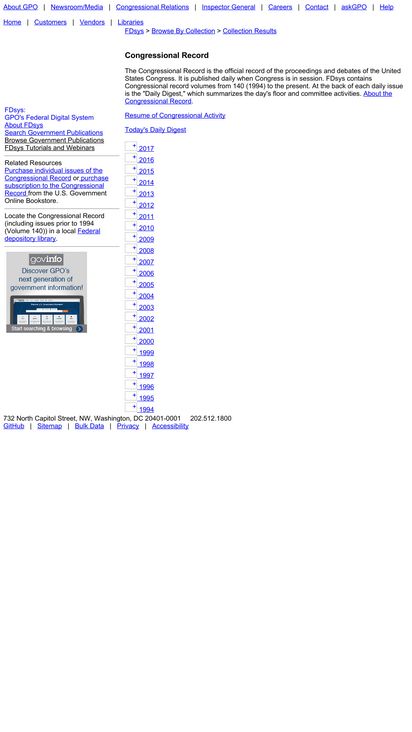 About GPO | Newsroom/Media | Congressional Relations | Inspector General | Careers | Contact | askGPO | Help
Home | Customers | Vendors | Libraries
FDsys > Browse By Collection > Collection Results
Congressional Record
The Congressional Record is the official record of the proceedings and debates of the United
States Congress. It is published daily when Congress is in session. FDsys contains
Congressional record volumes from 140 (1994) to the present. At the back of each daily issue
is the "Daily Digest," which summarizes the day's floor and committee activities. About the
Congressional Record.
Resume of Congressional Activity
Today's Daily Digest
FDsys:
GPO's Federal Digital System
About FDsys
Search Government Publications
Browse Government Publications
FDsys Tutorials and Webinars
Related Resources
Purchase individual issues of the
Congressional Record or purchase
subscription to the Congressional
Record from the U.S. Government
Online Bookstore.
Locate the Congressional Record
(including issues prior to 1994
(Volume 140)) in a local Federal
depository library.
govinfo
Discover GPO's
next generation of
government information!
Start searching & browsing
+ 2017
+ 2016
+ 2015
+ 2014
+ 2013
+ 2012
+ 2011
+ 2010
+ 2009
+ 2008
+ 2007
+ 2006
+ 2005
+ 2004
+ 2003
+ 2002
+ 2001
+ 2000
+ 1999
+ 1998
+ 1997
+ 1996
+ 1995
+ 1994
732 North Capitol Street, NW, Washington, DC 20401-0001 202.512.1800
GitHub | Sitemap | Bulk Data | Privacy | Accessibility